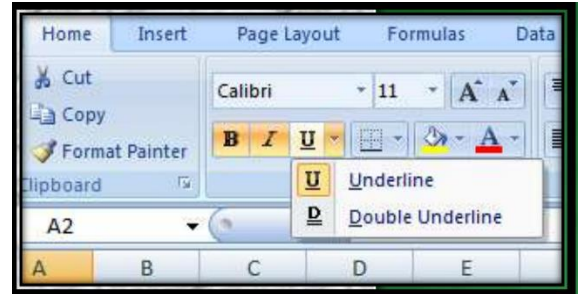 Home Insert Page Layout Formulas Data
Cut
Copy
Format Painter
Clipboard
Calibri 11 A A
B I U A
U Underline
D Double Underline
A2
A B C D E